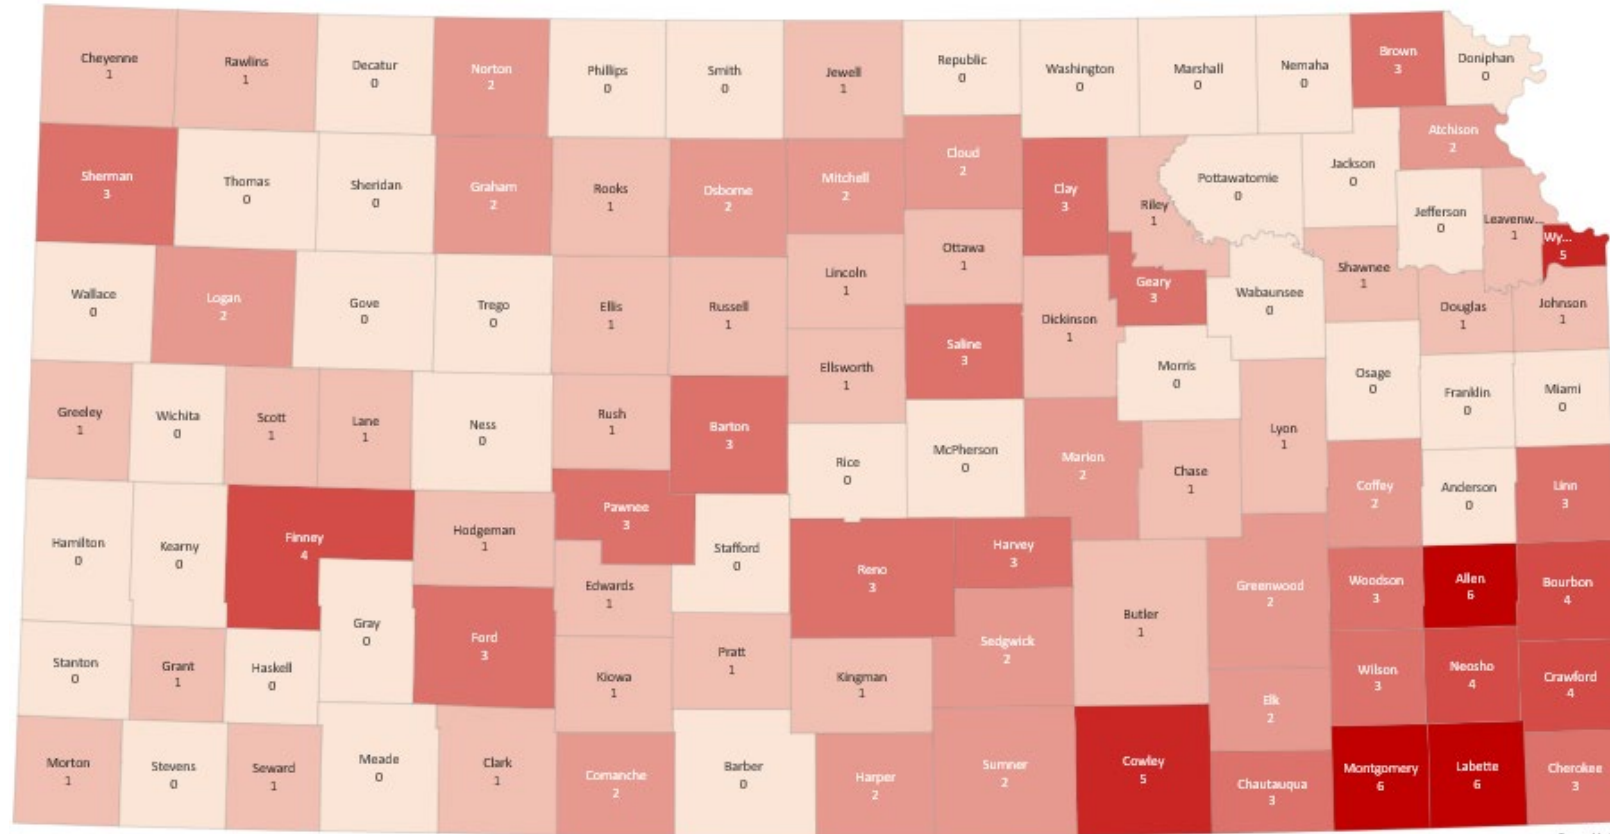 Cheyenne
1
Rawlins
1
Decatur
0
Norton
2
Phillips
0
Smith
0
Jewell
1
Republic
0
Washington
0
Marshall
0
Nemaha
0
Brown
3
Doniphan
0
Sherman
3
Thomas
0
Sheridan
0
Graham
2
Rooks
1
Osborne
2
Mitchell
2
Cloud
2
Clay
3
Riley
1
Pottawatomie
0
Jackson
0
Atchison
2
Jefferson
0
Leavenw...
1
Wy...
5
Wallace
0
Logan
2
Gove
0
Trego
0
Ellis
1
Russell
1
Lincoln
1
Ottawa
1
Dickinson
1
Geary
3
Wabaunsee
0
Shawnee
1
Douglas
1
Johnson
1
Ellsworth
1
Saline
3
Morris
0
Osage
0
Franklin
0
Miami
0
Greeley
1
Wichita
0
Scott
1
Lane
1
Ness
0
Rush
1
Barton
3
Rice
0
McPherson
0
Marion
2
Chase
1
Lyon
1
Coffey
2
Anderson
0
Linn
3
Hamilton
0
Kearny
0
Finney
4
Hodgeman
1
Pawnee
3
Stafford
0
Edwards
1
Reno
3
Harvey
3
Butler
1
Greenwood
2
Woodson
3
Allen
6
Bourbon
4
Stanton
0
Grant
1
Haskell
0
Gray
0
Ford
3
Kiowa
1
Pratt
1
Kingman
1
Sedgwick
2
Elk
2
Wilson
3
Neosho
4
Crawford
4
Morton
1
Stevens
0
Seward
1
Meade
0
Clark
1
Comanche
2
Barber
0
Harper
2
Sumner
2
Cowley
5
Chautauqua
3
Montgomery
6
Labette
6
Cherokee
3